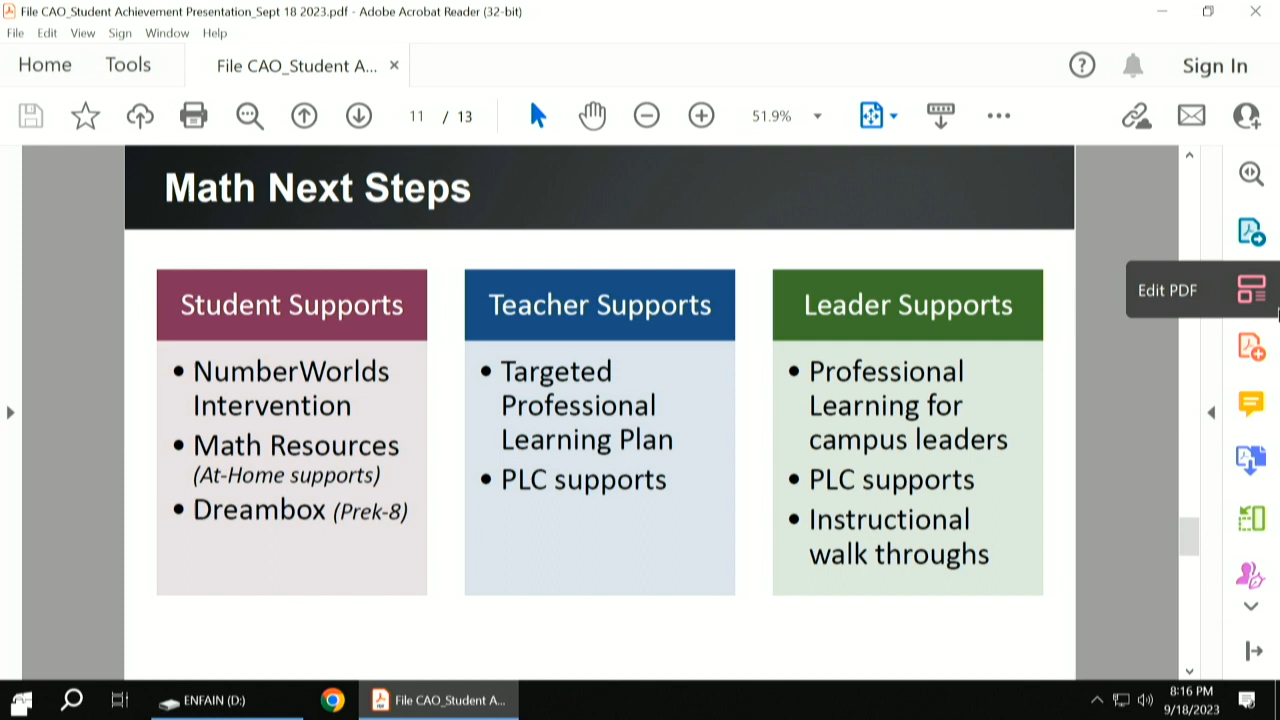 File CAO_Student Achievement Presentation_Sept 18 2023.pdf - Adobe Acrobat Reader (32-bit)
File Edit View Sign Window Help
Home Tools File CAO_Student A... Sign In
11 / 13 51.9%
Math Next Steps
Edit PDF
Student Supports
• NumberWorlds
Intervention
• Math Resources
(At-Home supports)
• Dreambox (Prek-8)
Teacher Supports
• Targeted
Professional
Learning Plan
• PLC supports
Leader Supports
• Professional
Learning for
campus leaders
• PLC supports
• Instructional
walk throughs
ENFAIN (D:) File CAO_Student A... 8:16 PM
9/18/2023